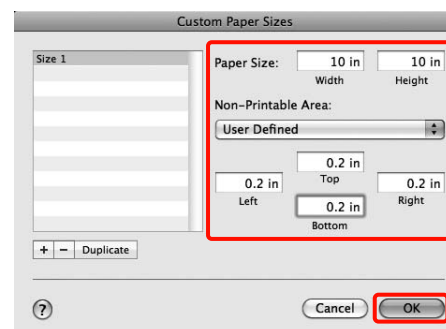 Custom Paper Sizes
Size 1
Paper Size:
10 in
10 in
Width
Height
Non-Printable Area:
User Defined
0.2 in
Top
0.2 in
0.2 in
Left
Right
0.2 in
Bottom
+ − Duplicate
?
Cancel
OK